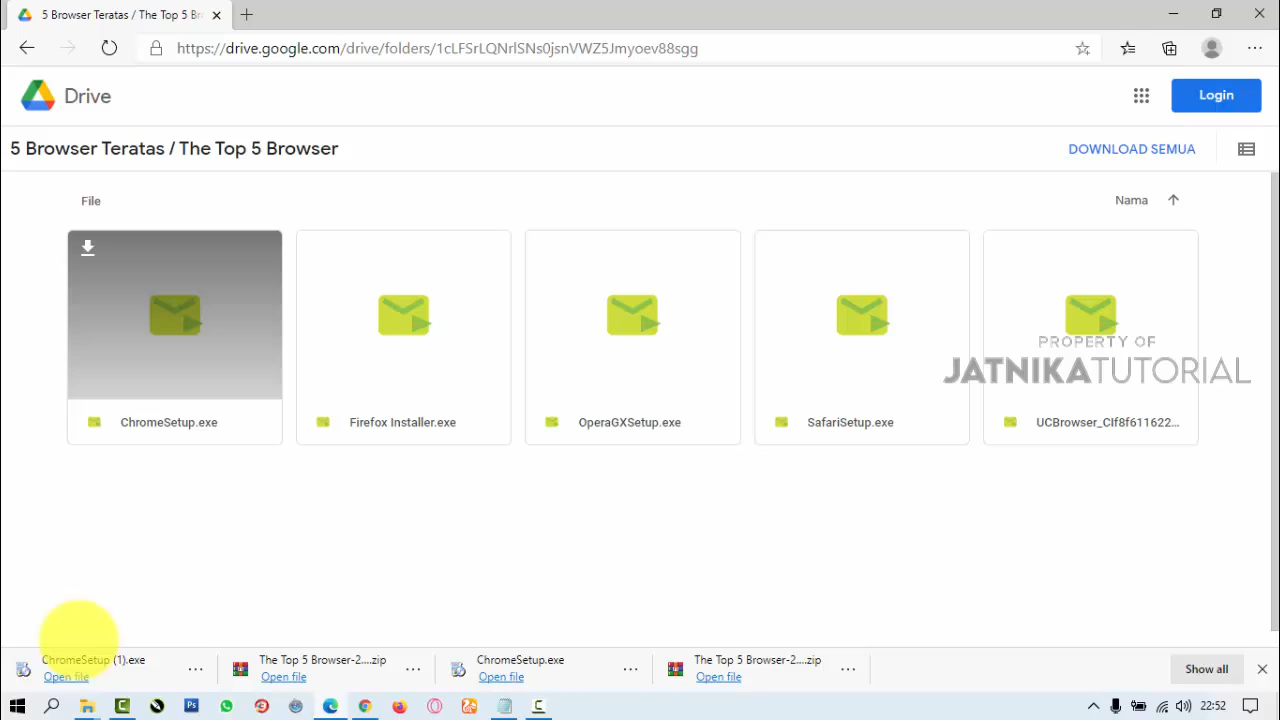 5 Browser Teratas / The Top 5 Br
https://drive.google.com/drive/folders/1cLFSrLQNrlSNs0jsnVWZ5Jmyoev88sgg
Drive
Login
5 Browser Teratas / The Top 5 Browser
DOWNLOAD SEMUA
File
Nama
PROPERTY OF
JATNIKATUTORIAL
ChromeSetup.exe
Firefox Installer.exe
OperaGXSetup.exe
SafariSetup.exe
UCBrowser_CIf8f611622...
ChromeSetup (1).exe
Open file
The Top 5 Browser-2....zip
Open file
ChromeSetup.exe
Open file
The Top 5 Browser-2....zip
Open file
Show all
Ps
22:52